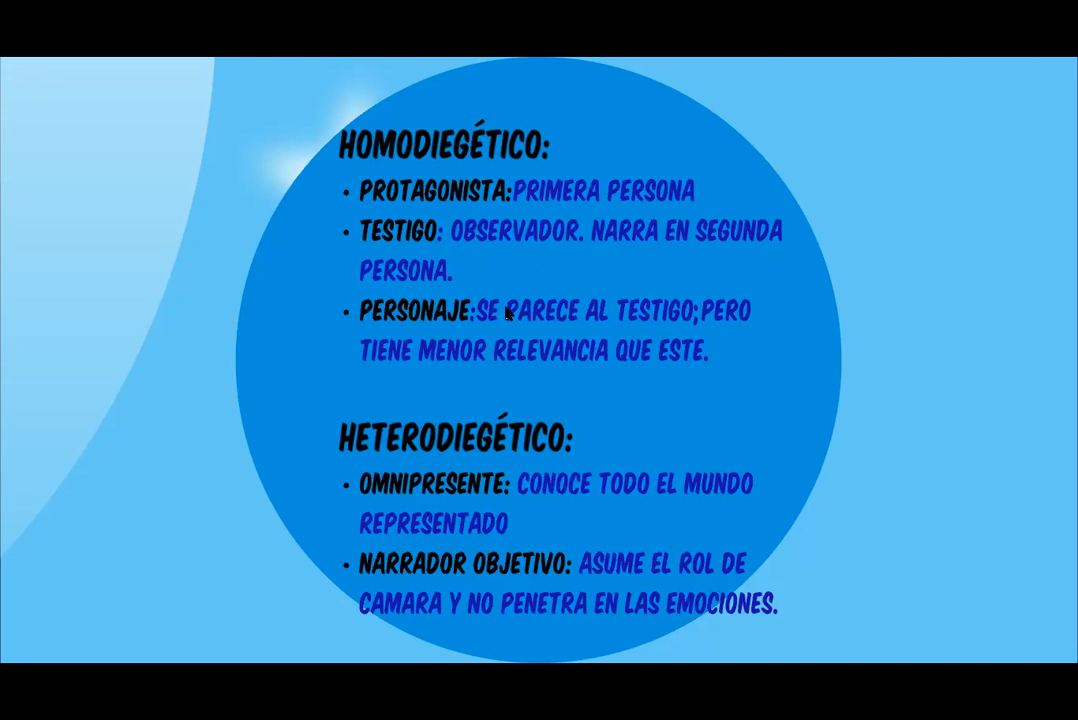 HOMODIEGÉTICO:
• PROTAGONISTA:PRIMERA PERSONA
• TESTIGO: OBSERVADOR. NARRA EN SEGUNDA
PERSONA.
• PERSONAJE:SE PARECE AL TESTIGO;PERO
TIENE MENOR RELEVANCIA QUE ESTE.
HETERODIEGÉTICO:
• OMNIPRESENTE: CONOCE TODO EL MUNDO
REPRESENTADO
• NARRADOR OBJETIVO: ASUME EL ROL DE
CAMARA Y NO PENETRA EN LAS EMOCIONES.